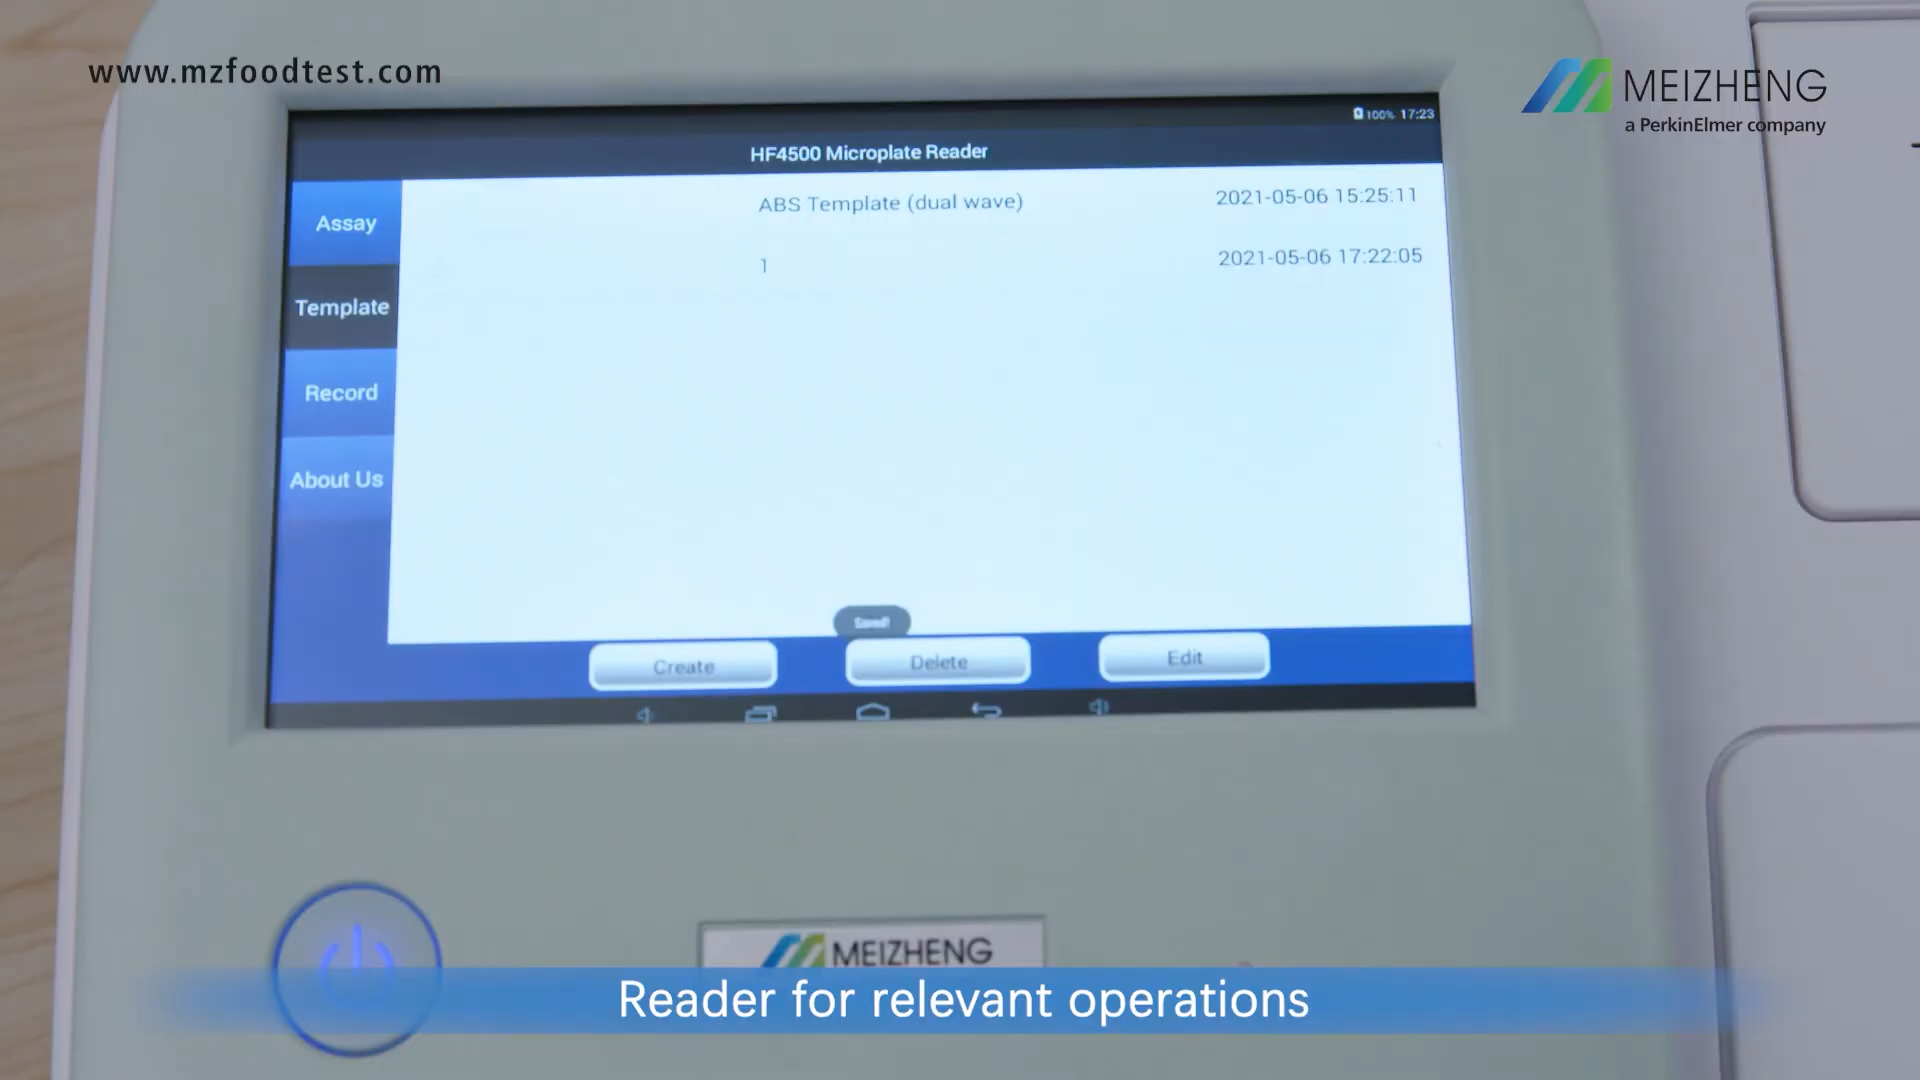 www.mzfoodtest.com
MEIZHENG
a PerkinElmer company
100% 17:23
HF4500 Microplate Reader
Assay
Template
Record
About Us
ABS Template (dual wave) 2021-05-06 15:25:11
1 2021-05-06 17:22:05
Saved!
Create
Delete
Edit
MEIZHENG
Reader for relevant operations